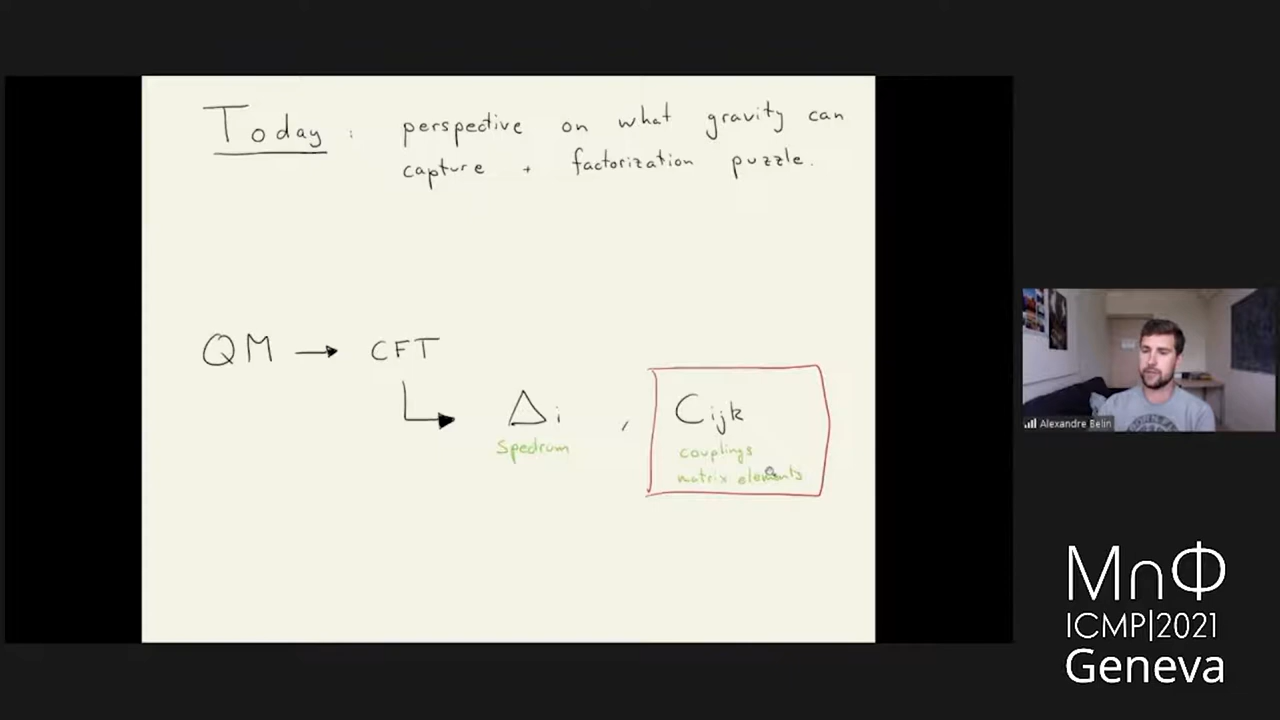 Today : perspective on what gravity can
capture + factorization puzzle.
QM → CFT
Δi , Cijk
Spectrum
couplings
matrix elements
Alexandre Belin
M∩Φ
ICMP|2021
Geneva